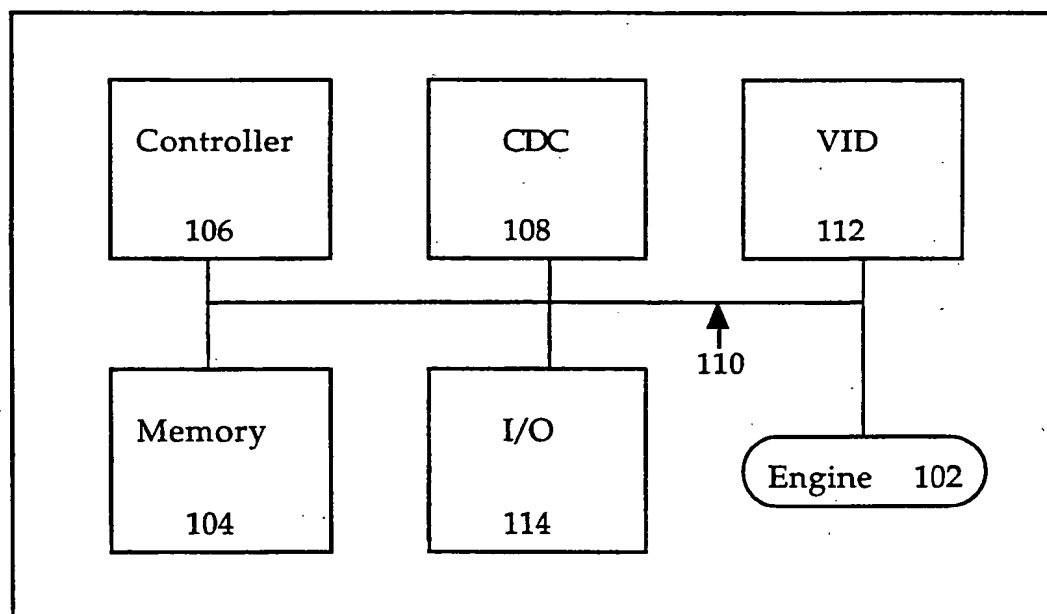 Controller
106
CDC
108
VID
112
110
Memory
104
I/O
114
Engine 102